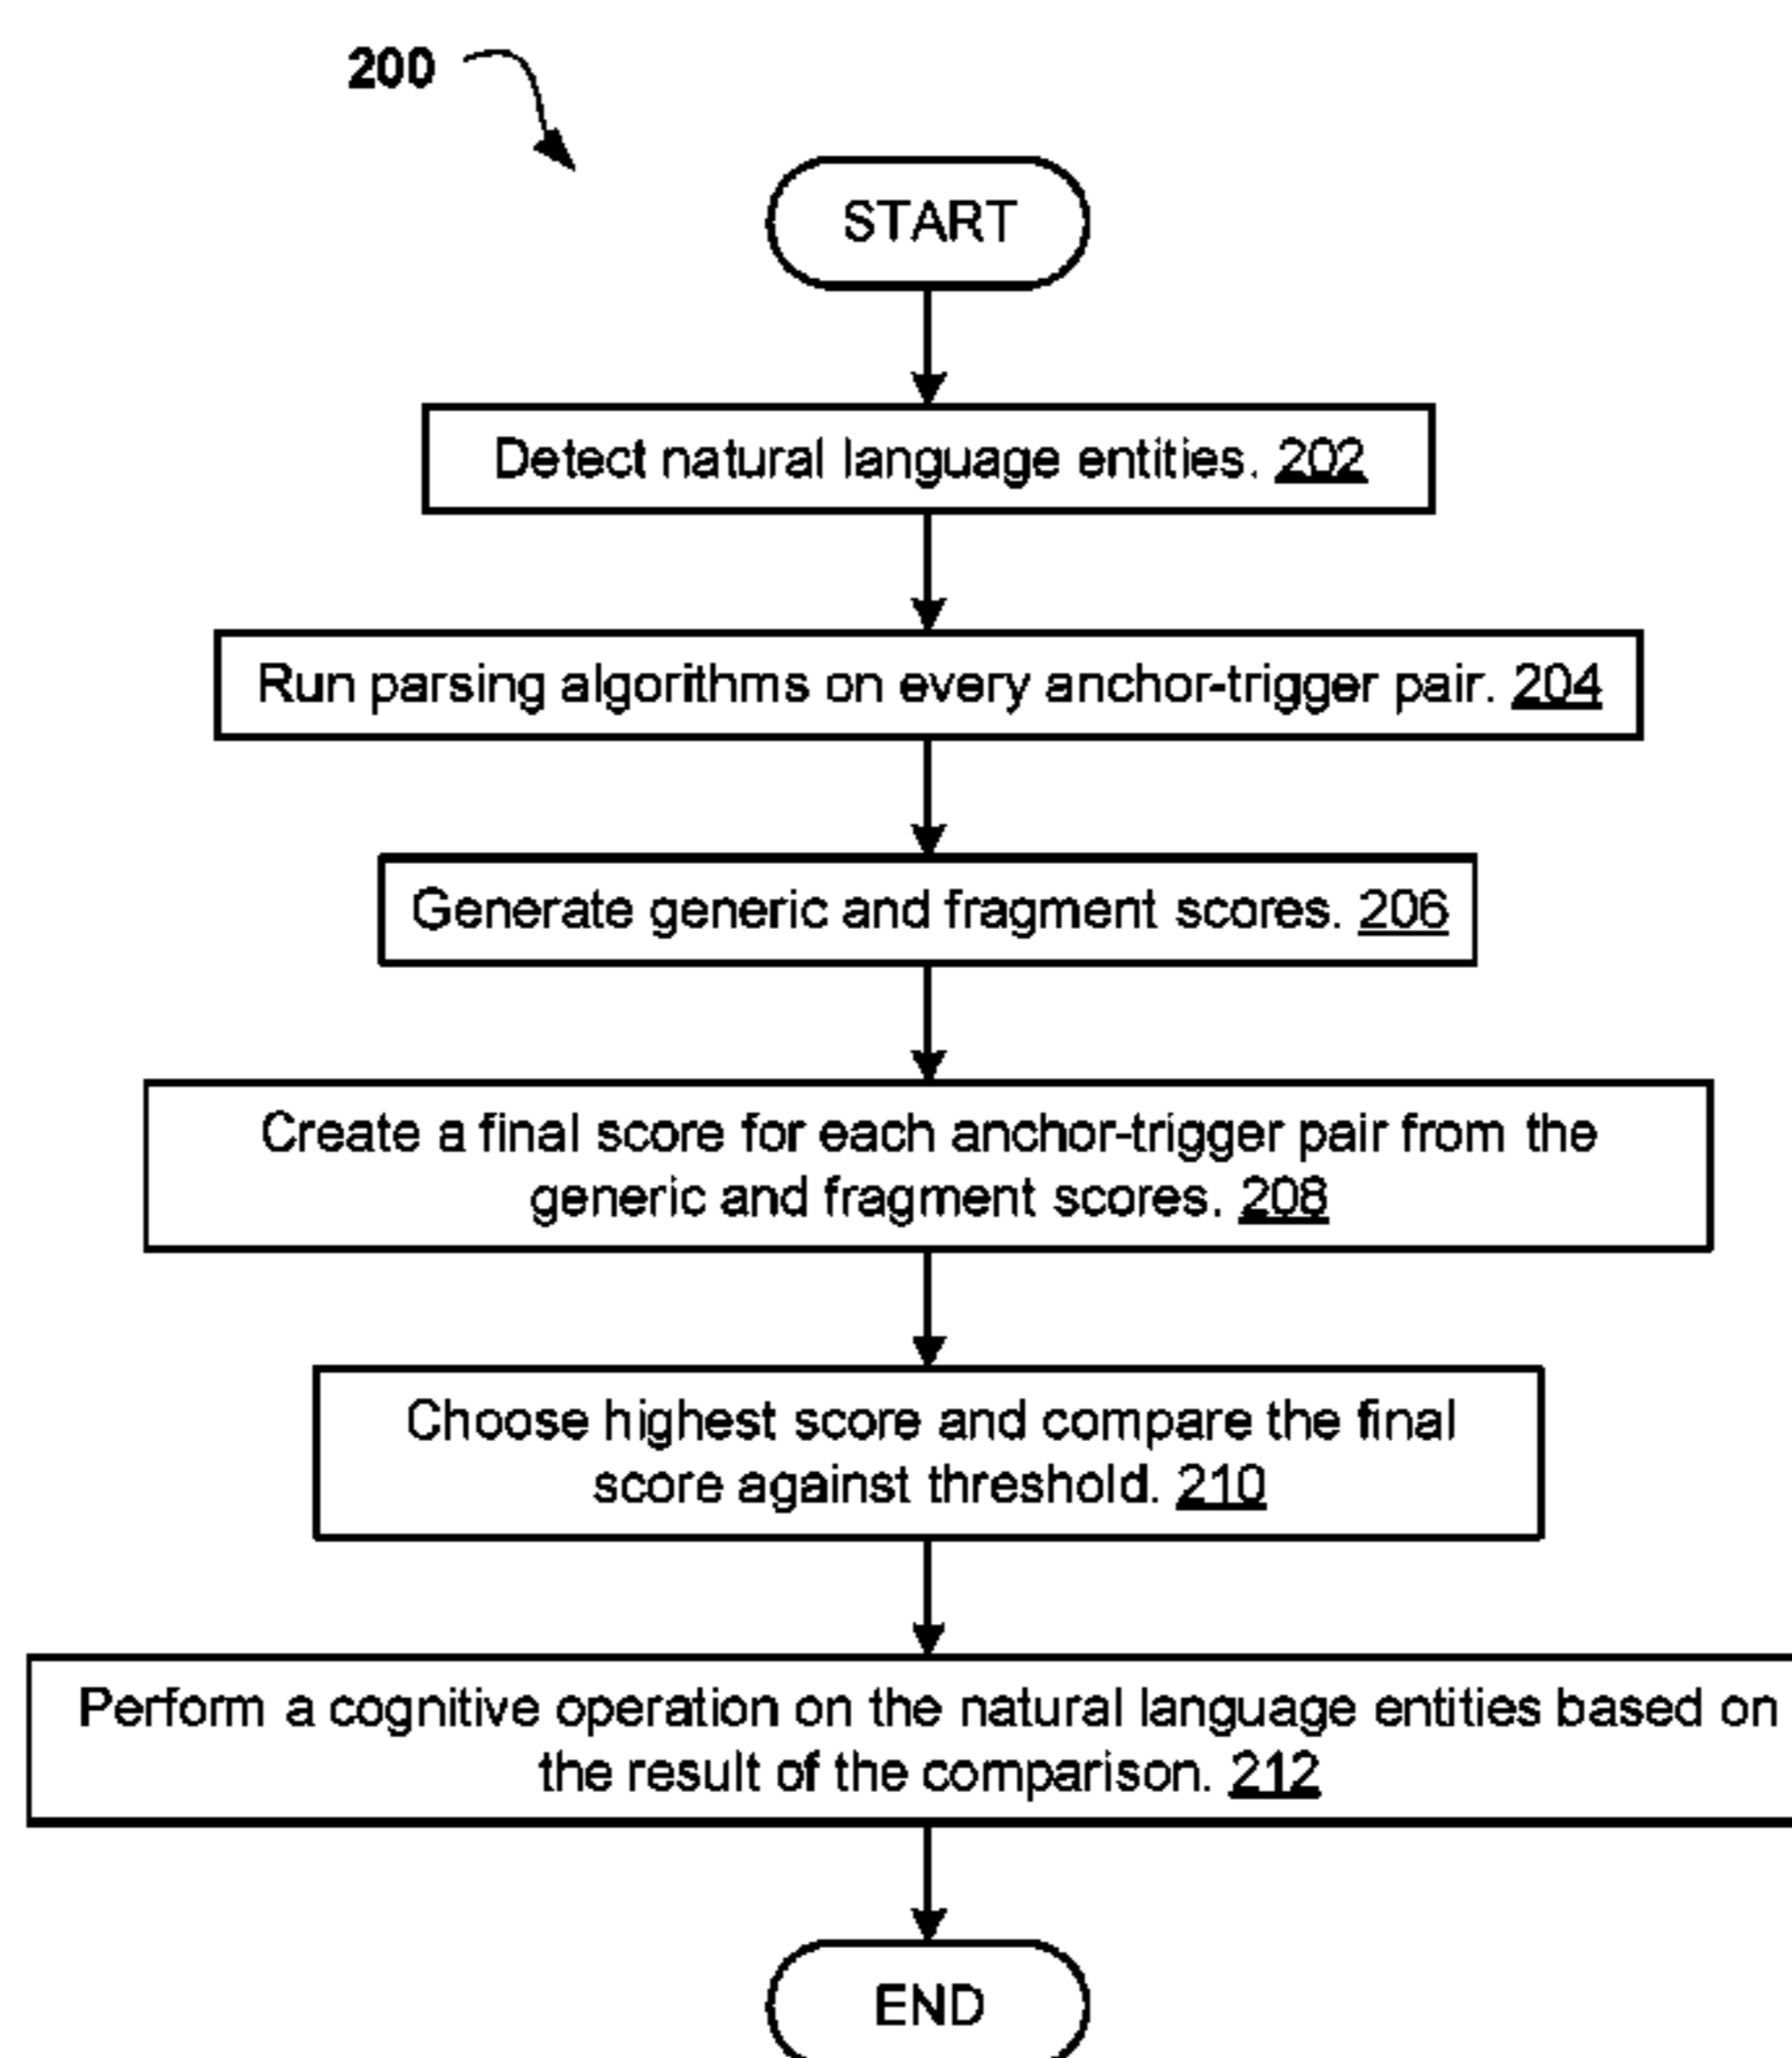 200
START
Detect natural language entities. 202
Run parsing algorithms on every anchor-trigger pair. 204
Generate generic and fragment scores. 206
Create a final score for each anchor-trigger pair from the
generic and fragment scores. 208
Choose highest score and compare the final
score against threshold. 210
Perform a cognitive operation on the natural language entities based on
the result of the comparison. 212
END